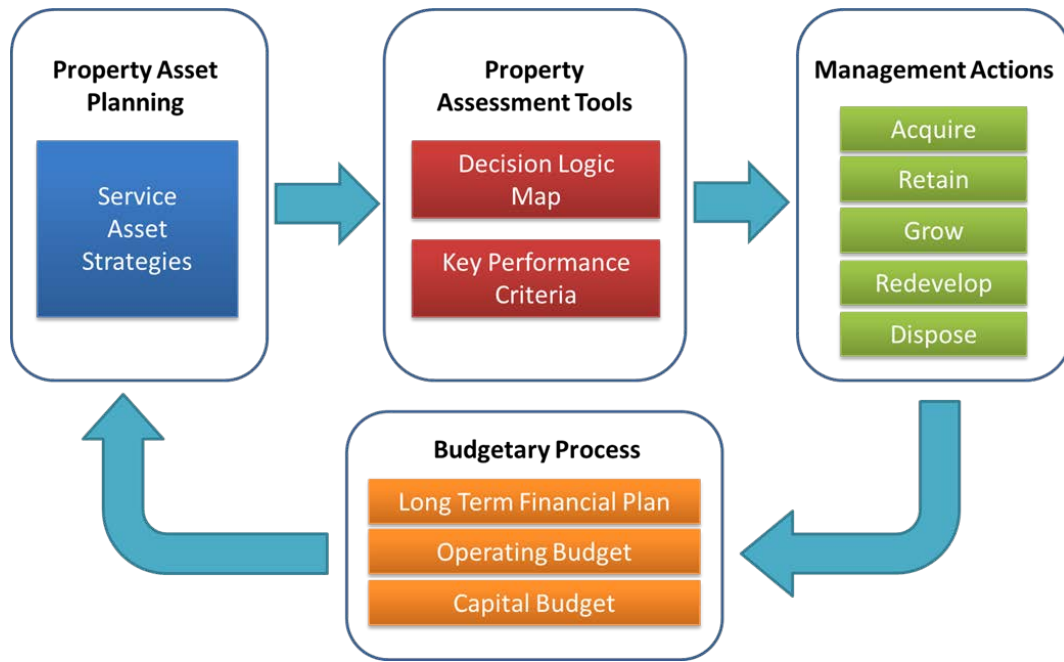 Property Asset
Planning
Service
Asset
Strategies
Property
Assessment Tools
Decision Logic
Map
Key Performance
Criteria
Management Actions
Acquire
Retain
Grow
Redevelop
Dispose
Budgetary Process
Long Term Financial Plan
Operating Budget
Capital Budget